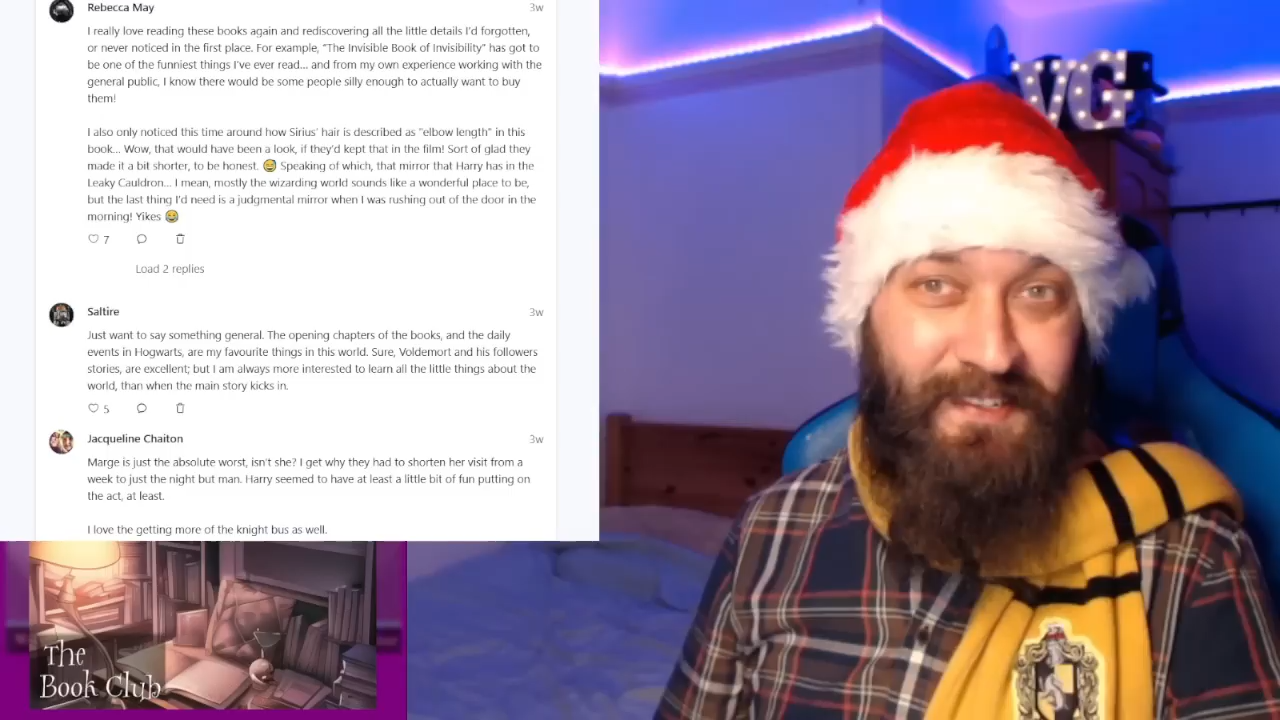 Rebecca May 3w
I really love reading these books again and rediscovering all the little details I'd forgotten,
or never noticed in the first place. For example, "The Invisible Book of Invisibility" has got to
be one of the funniest things I've ever read... and from my own experience working with the
general public, I know there would be some people silly enough to actually want to buy
them!
I also only noticed this time around how Sirius' hair is described as "elbow length" in this
book... Wow, that would have been a look, if they'd kept that in the film! Sort of glad they
made it a bit shorter, to be honest. 😅 Speaking of which, that mirror that Harry has in the
Leaky Cauldron... I mean, mostly the wizarding world sounds like a wonderful place to be,
but the last thing I'd need is a judgmental mirror when I was rushing out of the door in the
morning! Yikes 😂
7
Load 2 replies
Saltire 3w
Just want to say something general. The opening chapters of the books, and the daily
events in Hogwarts, are my favourite things in this world. Sure, Voldemort and his followers
stories, are excellent; but I am always more interested to learn all the little things about the
world, than when the main story kicks in.
5
Jacqueline Chaiton 3w
Marge is just the absolute worst, isn't she? I get why they had to shorten her visit from a
week to just the night but man. Harry seemed to have at least a little bit of fun putting on
the act, at least.
I love the getting more of the knight bus as well.
VG
The
Book Club